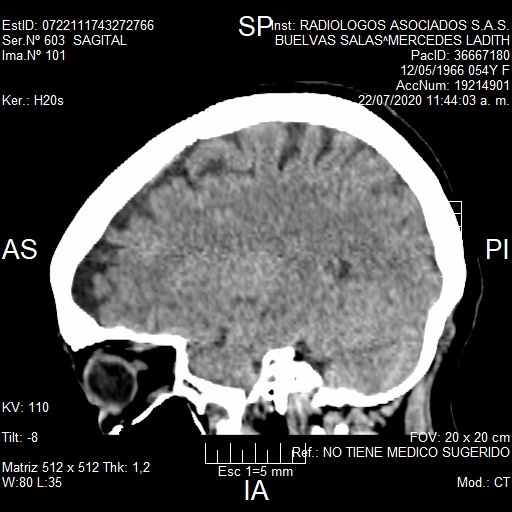 EstID: 0722111743272766
Ser.Nº 603 SAGITAL
Ima.Nº 101
Ker.: H20s
SP
Inst: RADIOLOGOS ASOCIADOS S.A.S.
BUELVAS SALAS^MERCEDES LADITH
PacID: 36667180
12/05/1966 054Y F
AccNum: 19214901
22/07/2020 11:44:03 a. m.
AS
PI
KV: 110
Tilt: -8
Matriz 512 x 512 Thk: 1,2
W:80 L:35
Esc 1=5 mm
IA
FOV: 20 x 20 cm
Ref.: NO TIENE MEDICO SUGERIDO
Mod.: CT